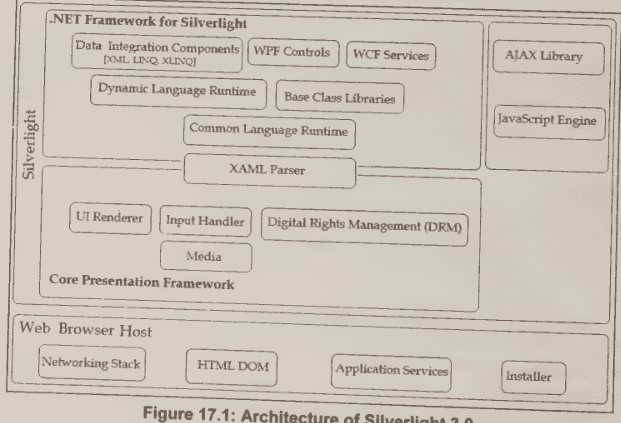 .NET Framework for Silverlight
Data Integration Components
[XML, LINQ, XLINQ]
WPF Controls
WCF Services
AJAX Library
Dynamic Language Runtime
Base Class Libraries
JavaScript Engine
Common Language Runtime
Silverlight
XAML Parser
UI Renderer
Input Handler
Digital Rights Management (DRM)
Media
Core Presentation Framework
Web Browser Host
Networking Stack
HTML DOM
Application Services
Installer
Figure 17.1: Architecture of Silverlight 3.0